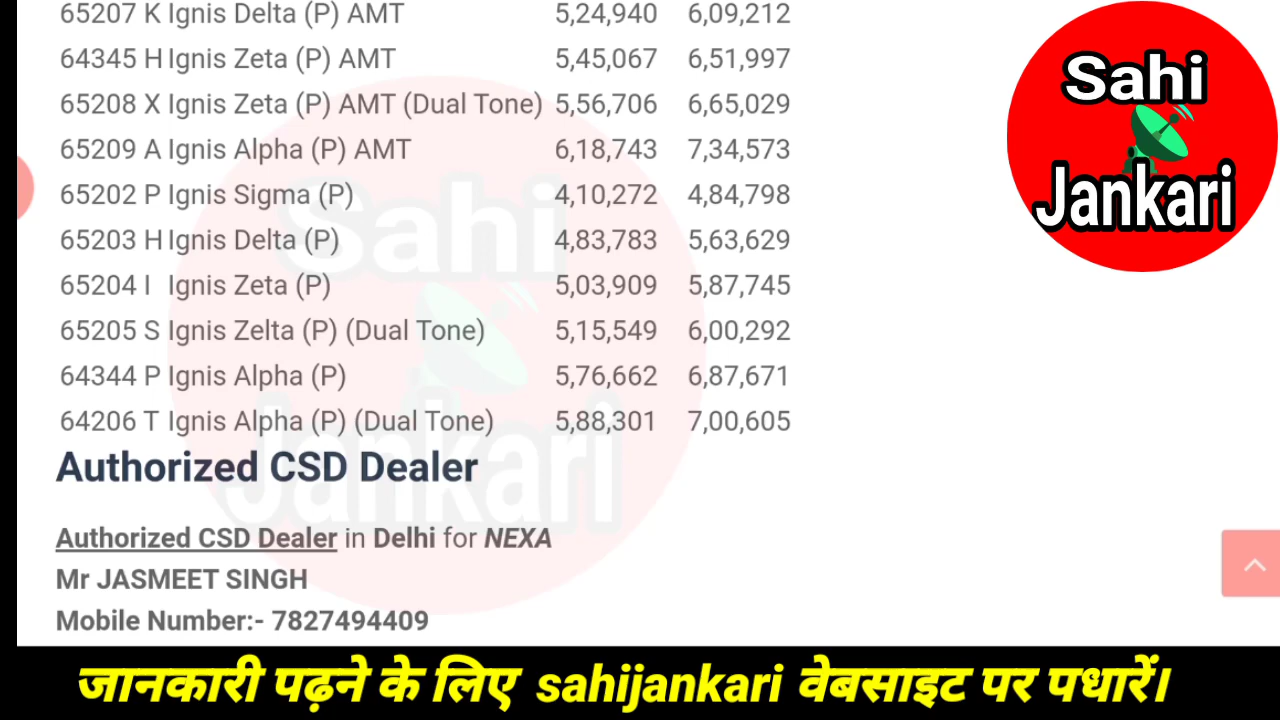 65207 K Ignis Delta (P) AMT 5,24,940 6,09,212
64345 H Ignis Zeta (P) AMT 5,45,067 6,51,997
65208 X Ignis Zeta (P) AMT (Dual Tone) 5,56,706 6,65,029
65209 A Ignis Alpha (P) AMT 6,18,743 7,34,573
65202 P Ignis Sigma (P) 4,10,272 4,84,798
65203 H Ignis Delta (P) 4,83,783 5,63,629
65204 I Ignis Zeta (P) 5,03,909 5,87,745
65205 S Ignis Zelta (P) (Dual Tone) 5,15,549 6,00,292
64344 P Ignis Alpha (P) 5,76,662 6,87,671
64206 T Ignis Alpha (P) (Dual Tone) 5,88,301 7,00,605
Authorized CSD Dealer
Authorized CSD Dealer in Delhi for NEXA
Mr JASMEET SINGH
Mobile Number:- 7827494409
Sahi
Jankari
Sahi
Jankari
जानकारी पढ़ने के लिए sahijankari वेबसाइट पर पधारें।